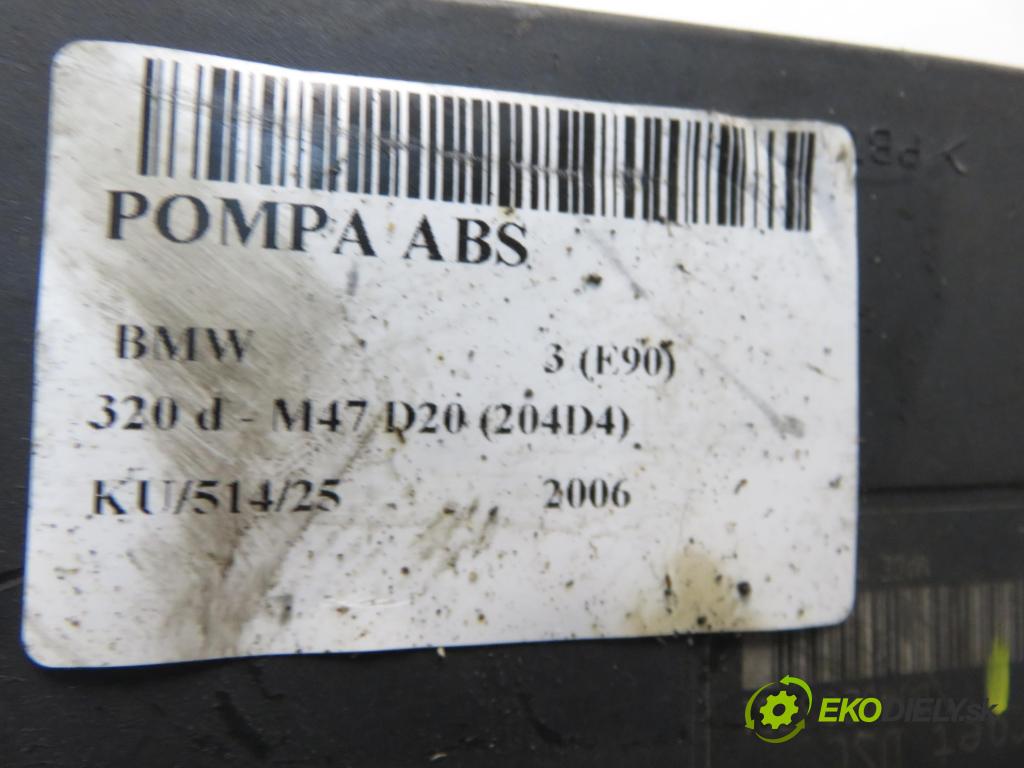 POMPA ABS
BMW 3 (E90)
320 d - M47 D20 (204D4)
KU/514/25 2006
EKODIELY.sk